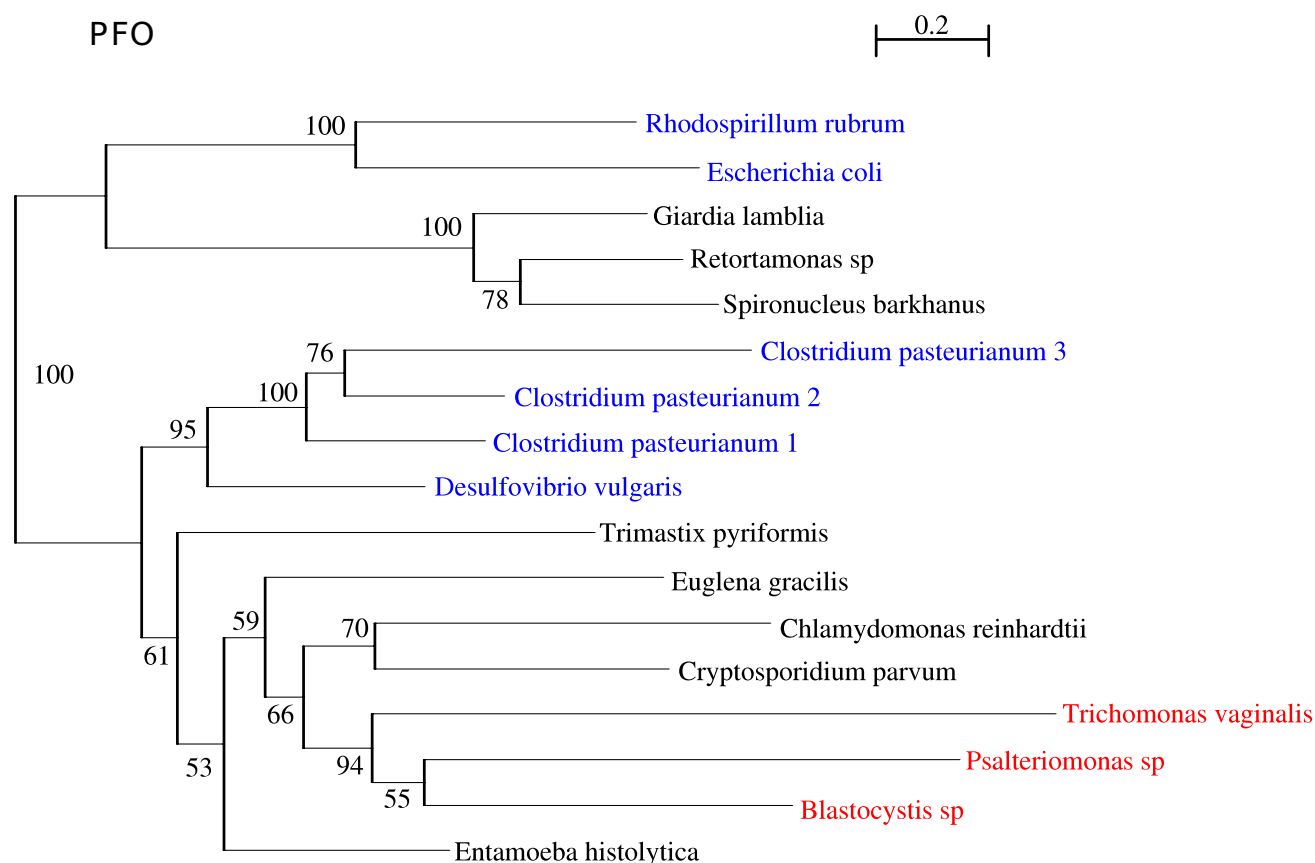 PFO
0.2
100
Rhodospirillum rubrum
Escherichia coli
100
Giardia lamblia
Retortamonas sp
78
Spironucleus barkhanus
100
76
Clostridium pasteurianum 3
100
Clostridium pasteurianum 2
95
Clostridium pasteurianum 1
Desulfovibrio vulgaris
Trimastix pyriformis
Euglena gracilis
59
70
Chlamydomonas reinhardtii
61
Cryptosporidium parvum
66
Trichomonas vaginalis
53
94
Psalteriomonas sp
55
Blastocystis sp
Entamoeba histolytica